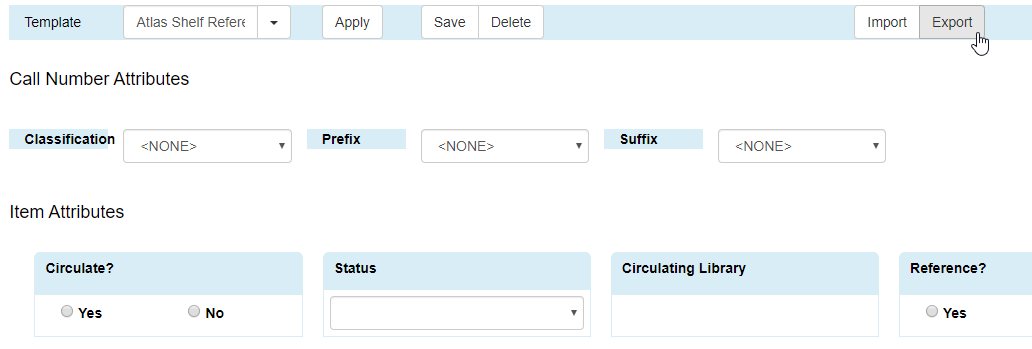 Template Atlas Shelf Refere Apply Save Delete Import Export
Call Number Attributes
Classification <NONE> Prefix <NONE> Suffix <NONE>
Item Attributes
Circulate? Status Circulating Library Reference?
Yes No Yes